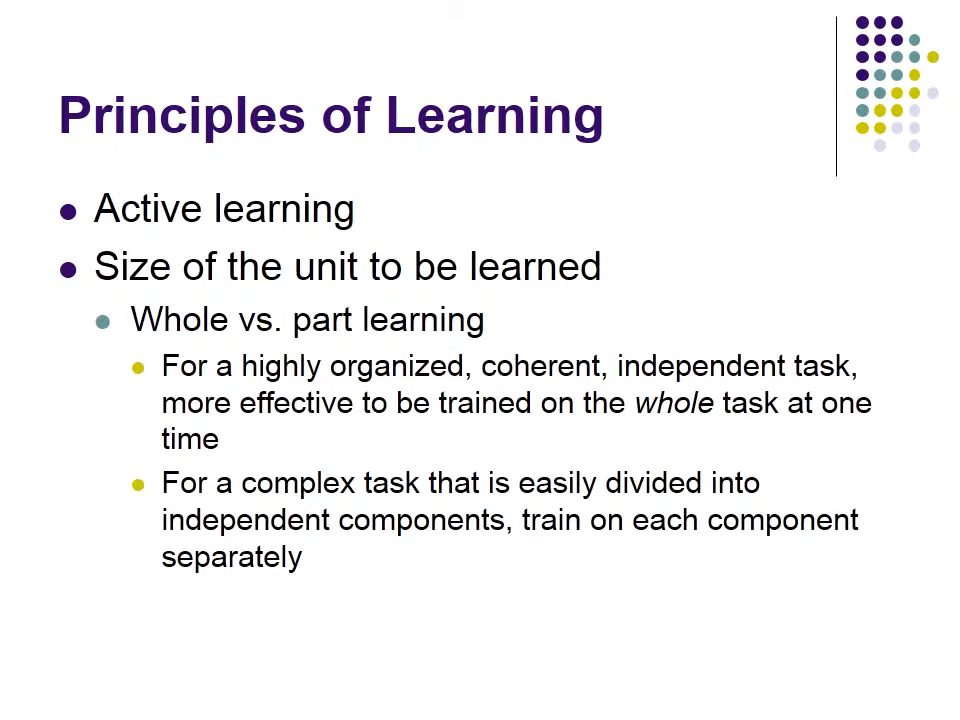 Principles of Learning
Active learning
Size of the unit to be learned
Whole vs. part learning
For a highly organized, coherent, independent task,
more effective to be trained on the whole task at one
time
For a complex task that is easily divided into
independent components, train on each component
separately